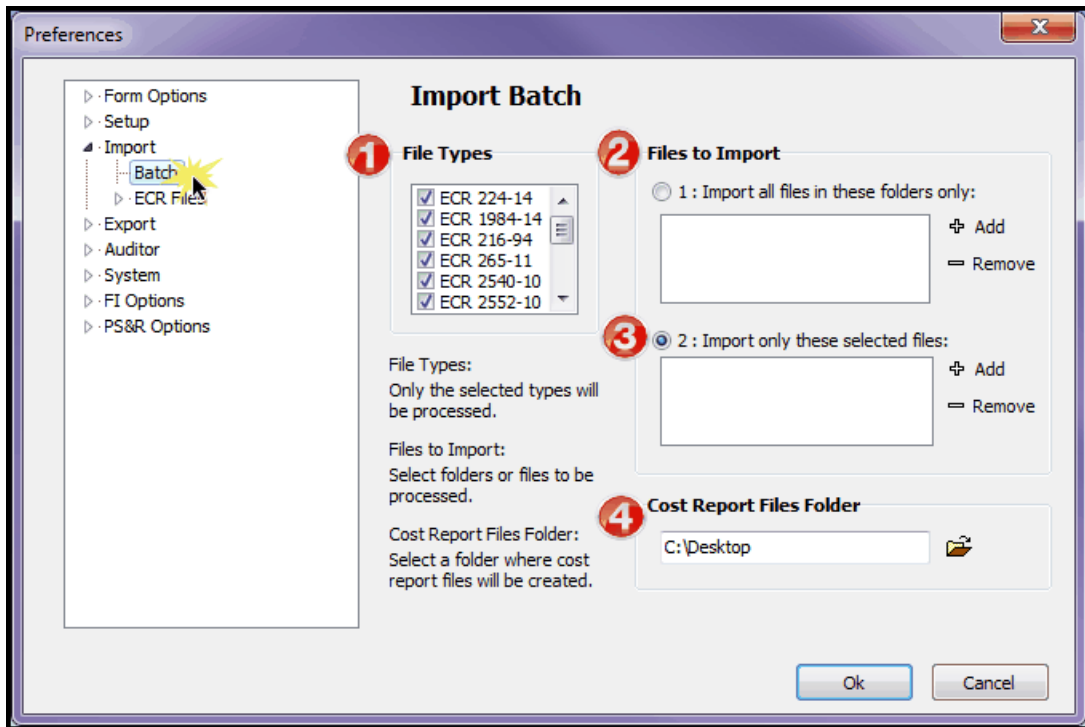 Preferences
x
Form Options
Setup
Import
Batch
ECR Files
Export
Auditor
System
FI Options
PS&R Options
Import Batch
1
File Types
ECR 224-14
ECR 1984-14
ECR 216-94
ECR 265-11
ECR 2540-10
ECR 2552-10
File Types:
Only the selected types will
be processed.
Files to Import:
Select folders or files to be
processed.
Cost Report Files Folder:
Select a folder where cost
report files will be created.
2
Files to Import
1 : Import all files in these folders only:
Add
Remove
3
2 : Import only these selected files:
Add
Remove
4
Cost Report Files Folder
C:\Desktop
Ok
Cancel